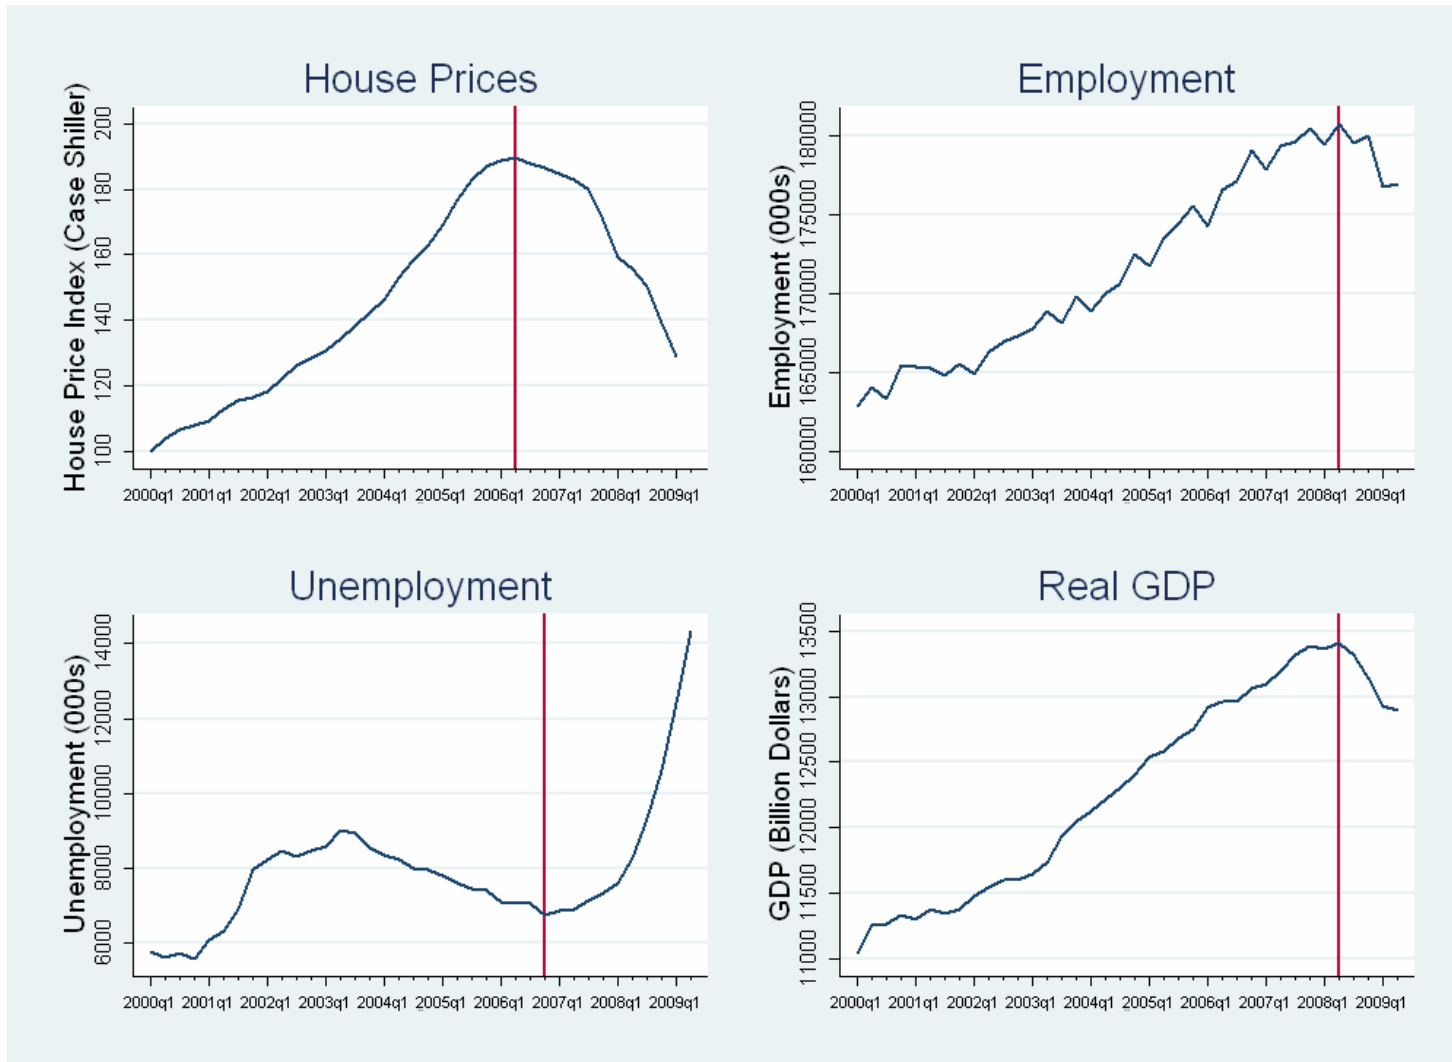 House Prices
House Price Index (Case Shiller)
200
180
160
140
120
100
2000q1 2001q1 2002q1 2003q1 2004q1 2005q1 2006q1 2007q1 2008q1 2009q1
Employment
Employment (000s)
180000
175000
170000
165000
160000
2000q1 2001q1 2002q1 2003q1 2004q1 2005q1 2006q1 2007q1 2008q1 2009q1
Unemployment
Unemployment (000s)
14000
12000
10000
8000
6000
2000q1 2001q1 2002q1 2003q1 2004q1 2005q1 2006q1 2007q1 2008q1 2009q1
Real GDP
GDP (Billion Dollars)
13500
13000
12500
12000
11500
11000
2000q1 2001q1 2002q1 2003q1 2004q1 2005q1 2006q1 2007q1 2008q1 2009q1